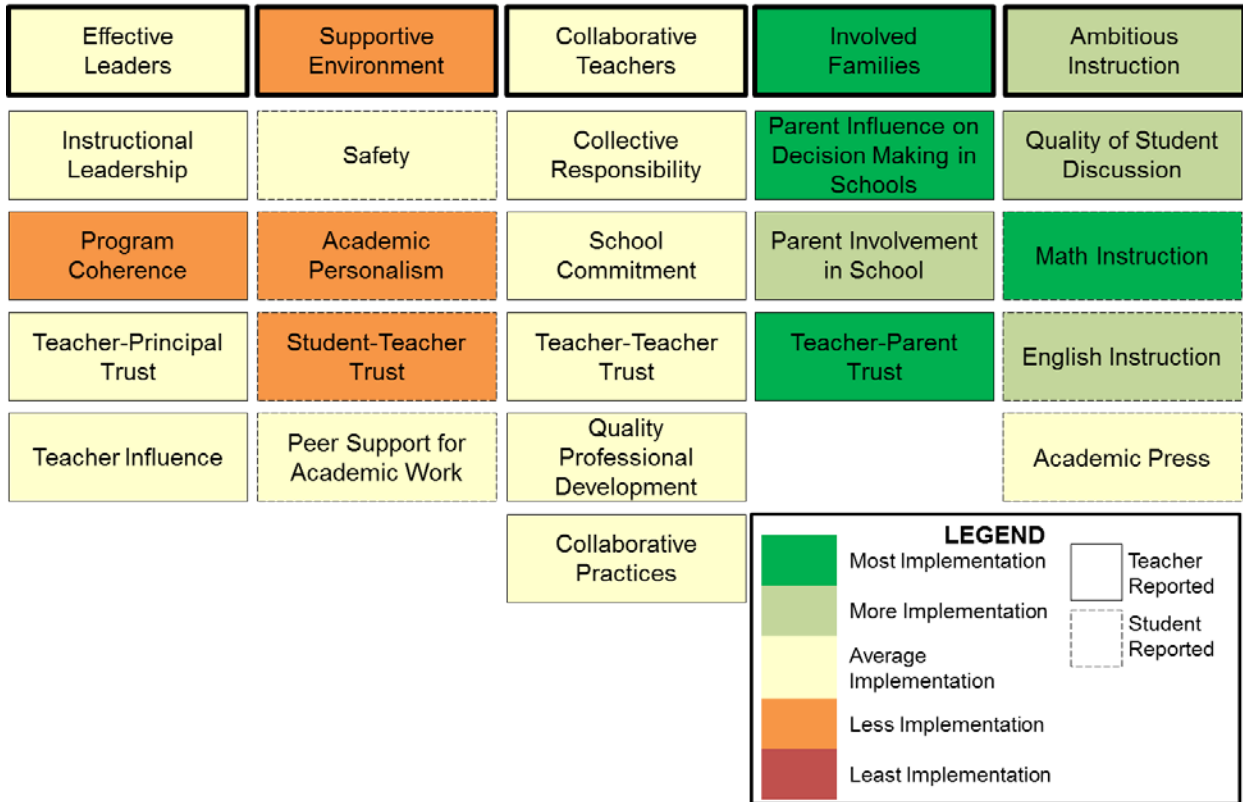 Effective
Leaders
Supportive
Environment
Collaborative
Teachers
Involved
Families
Ambitious
Instruction
Instructional
Leadership
Safety
Collective
Responsibility
Parent Influence on
Decision Making in
Schools
Quality of Student
Discussion
Program
Coherence
Academic
Personalism
School
Commitment
Parent Involvement
in School
Math Instruction
Teacher-Principal
Trust
Student-Teacher
Trust
Teacher-Teacher
Trust
Teacher-Parent
Trust
English Instruction
Teacher Influence
Peer Support for
Academic Work
Quality
Professional
Development
Academic Press
Collaborative
Practices
LEGEND
Most Implementation
More Implementation
Average
Implementation
Less Implementation
Least Implementation
Teacher
Reported
Student
Reported